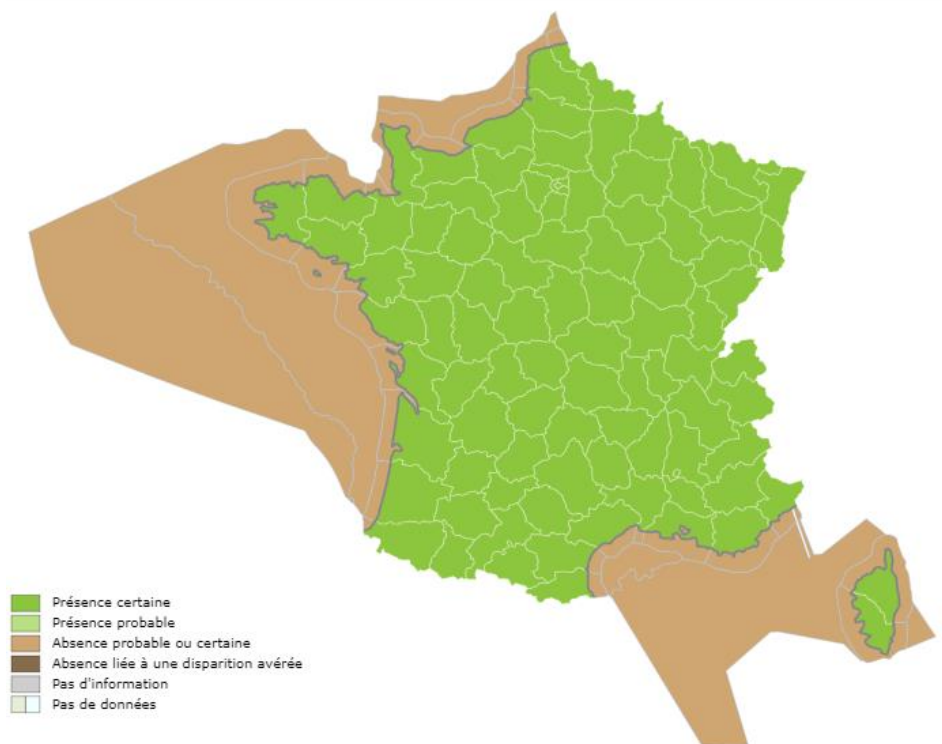 Présence certaine
Présence probable
Absence probable ou certaine
Absence liée à une disparition avérée
Pas d'information
Pas de données